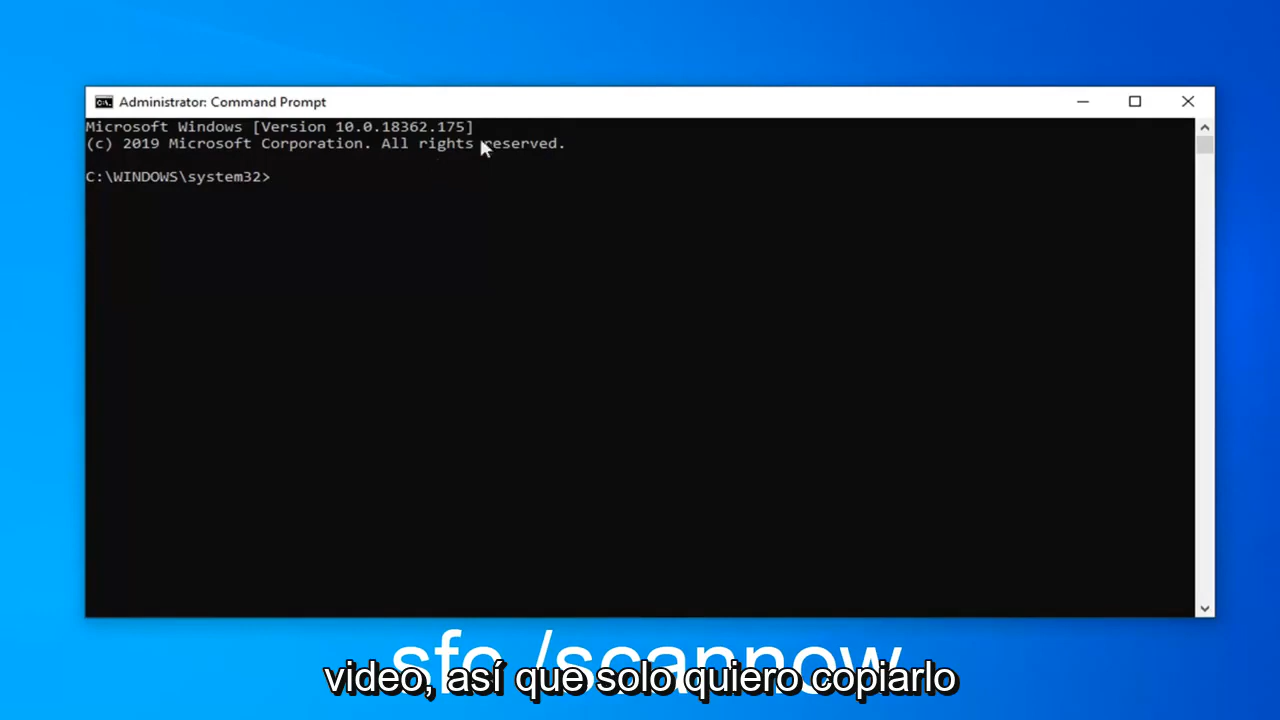 Administrator: Command Prompt
Microsoft Windows [Version 10.0.18362.175]
(c) 2019 Microsoft Corporation. All rights reserved.
C:\WINDOWS\system32>
sfc /scannow
video, así que solo quiero copiarlo